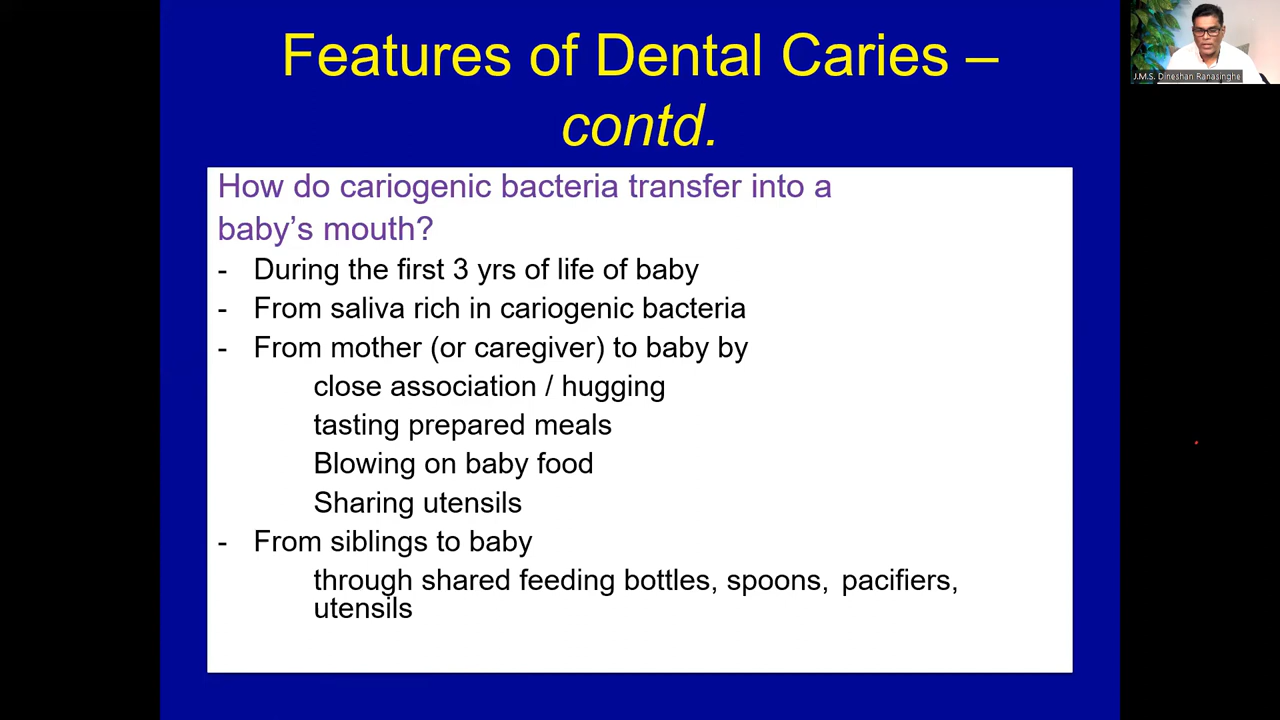 Features of Dental Caries –
contd.
How do cariogenic bacteria transfer into a
baby’s mouth?
- During the first 3 yrs of life of baby
- From saliva rich in cariogenic bacteria
- From mother (or caregiver) to baby by
close association / hugging
tasting prepared meals
Blowing on baby food
Sharing utensils
- From siblings to baby
through shared feeding bottles, spoons, pacifiers,
utensils
J.M.S. Dineshan Ranasinghe